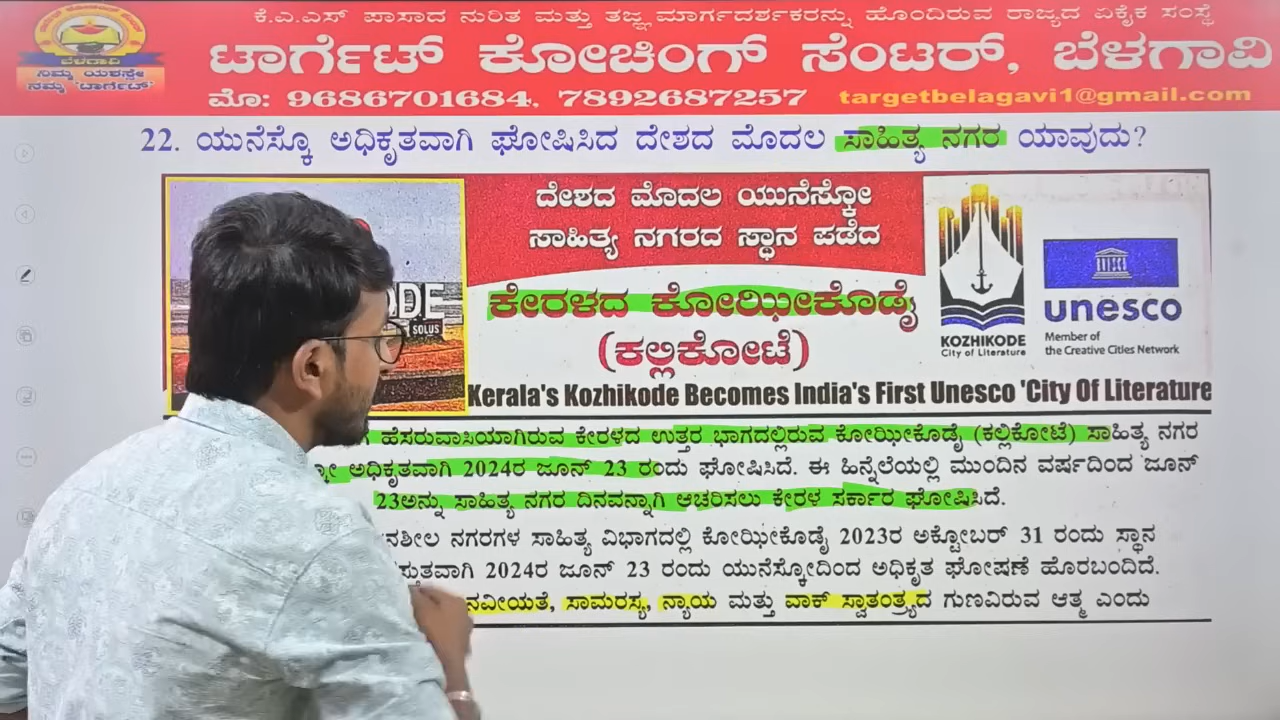 ಕೆ.ಎ.ಎಸ್ ಪಾಸಾದ ನುರಿತ ಮತ್ತು ತಜ್ಞ ಮಾರ್ಗದರ್ಶಕರನ್ನು ಹೊಂದಿರುವ ರಾಜ್ಯದ ಏಕೈಕ ಸಂಸ್ಥೆ
ಟಾರ್ಗೆಟ್ ಕೋಚಿಂಗ್ ಸೆಂಟರ್, ಬೆಳಗಾವಿ
ಬೆಳಗಾವಿ
ನಿಮ್ಮ ಯಶಸ್ಸೇ
ನಮ್ಮ 'ಟಾರ್ಗೆಟ್'
ಮೊ: 9686701684, 7892687257 targetbelagavi1@gmail.com
22. ಯುನೆಸ್ಕೊ ಅಧಿಕೃತವಾಗಿ ಘೋಷಿಸಿದ ದೇಶದ ಮೊದಲ ಸಾಹಿತ್ಯ ನಗರ ಯಾವುದು?
ದೇಶದ ಮೊದಲ ಯುನೆಸ್ಕೋ
ಸಾಹಿತ್ಯ ನಗರದ ಸ್ಥಾನ ಪಡೆದ
ಕೇರಳದ ಕೋಝೀಕೊಡೈ
(ಕಲ್ಲಿಕೋಟೆ)
DE
SOLUS
KOZHIKODE
City of Literature
unesco
Member of
the Creative Cities Network
Kerala's Kozhikode Becomes India's First Unesco 'City Of Literature
ಹೆಸರುವಾಸಿಯಾಗಿರುವ ಕೇರಳದ ಉತ್ತರ ಭಾಗದಲ್ಲಿರುವ ಕೋಝೀಕೊಡೈ (ಕಲ್ಲಿಕೋಟೆ) ಸಾಹಿತ್ಯ ನಗರ
ಅಧಿಕೃತವಾಗಿ 2024ರ ಜೂನ್ 23 ರಂದು ಘೋಷಿಸಿದೆ. ಈ ಹಿನ್ನೆಲೆಯಲ್ಲಿ ಮುಂದಿನ ವರ್ಷದಿಂದ ಜೂನ್
23ಅನ್ನು ಸಾಹಿತ್ಯ ನಗರ ದಿನವನ್ನಾಗಿ ಆಚರಿಸಲು ಕೇರಳ ಸರ್ಕಾರ ಘೋಷಿಸಿದೆ.
ನಗರಗಳ ಸಾಹಿತ್ಯ ವಿಭಾಗದಲ್ಲಿ ಕೋಝೀಕೊಡೈ 2023ರ ಅಕ್ಟೋಬರ್ 31 ರಂದು ಸ್ಥಾನ
2024ರ ಜೂನ್ 23 ರಂದು ಯುನೆಸ್ಕೋದಿಂದ ಅಧಿಕೃತ ಘೋಷಣೆ ಹೊರಬಂದಿದೆ.
ಸಾಮರಸ್ಯ, ನ್ಯಾಯ ಮತ್ತು ವಾಕ್ ಸ್ವಾತಂತ್ರ್ಯದ ಗುಣವಿರುವ ಆತ್ಮ ಎಂದು